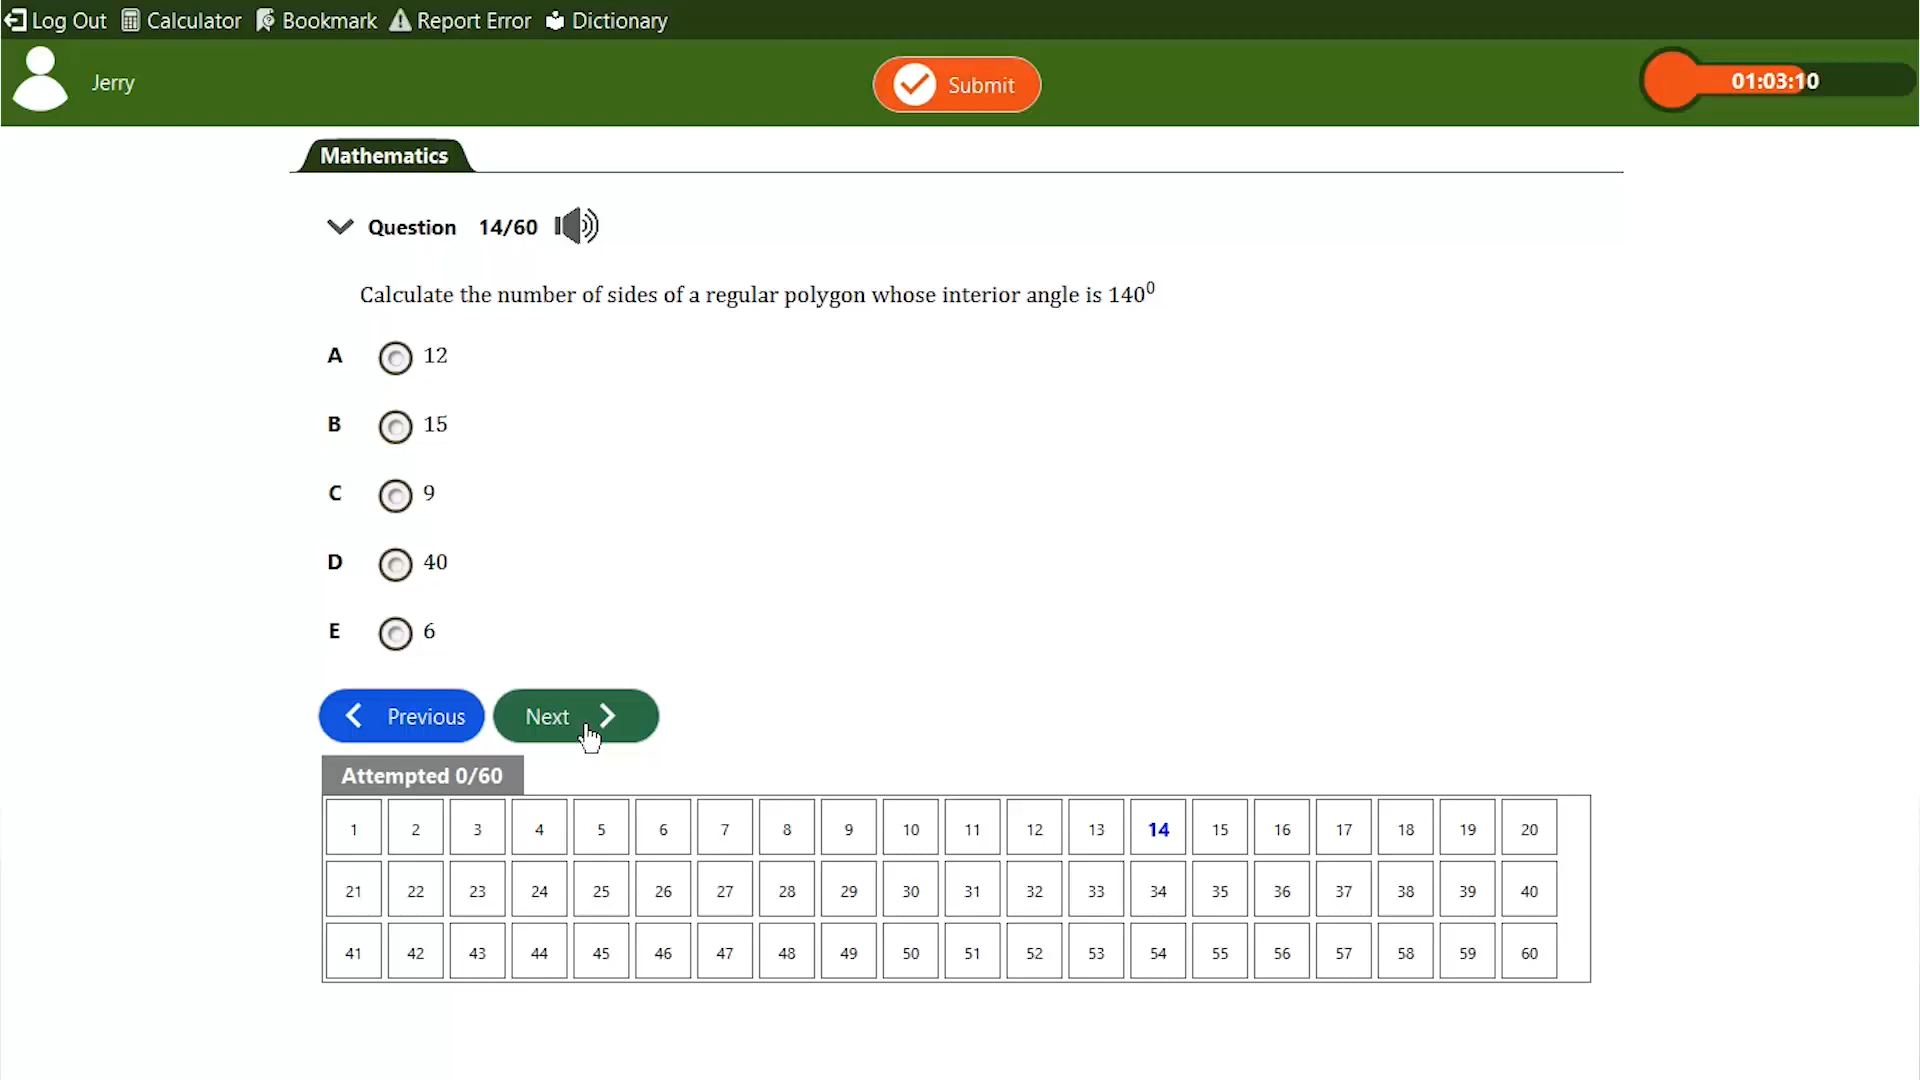 Log Out Calculator Bookmark Report Error Dictionary
Jerry
Submit
01:03:10
Mathematics
Question 14/60
Calculate the number of sides of a regular polygon whose interior angle is 140⁰
A 12
B 15
C 9
D 40
E 6
Previous Next
Attempted 0/60
1 2 3 4 5 6 7 8 9 10 11 12 13 14 15 16 17 18 19 20
21 22 23 24 25 26 27 28 29 30 31 32 33 34 35 36 37 38 39 40
41 42 43 44 45 46 47 48 49 50 51 52 53 54 55 56 57 58 59 60